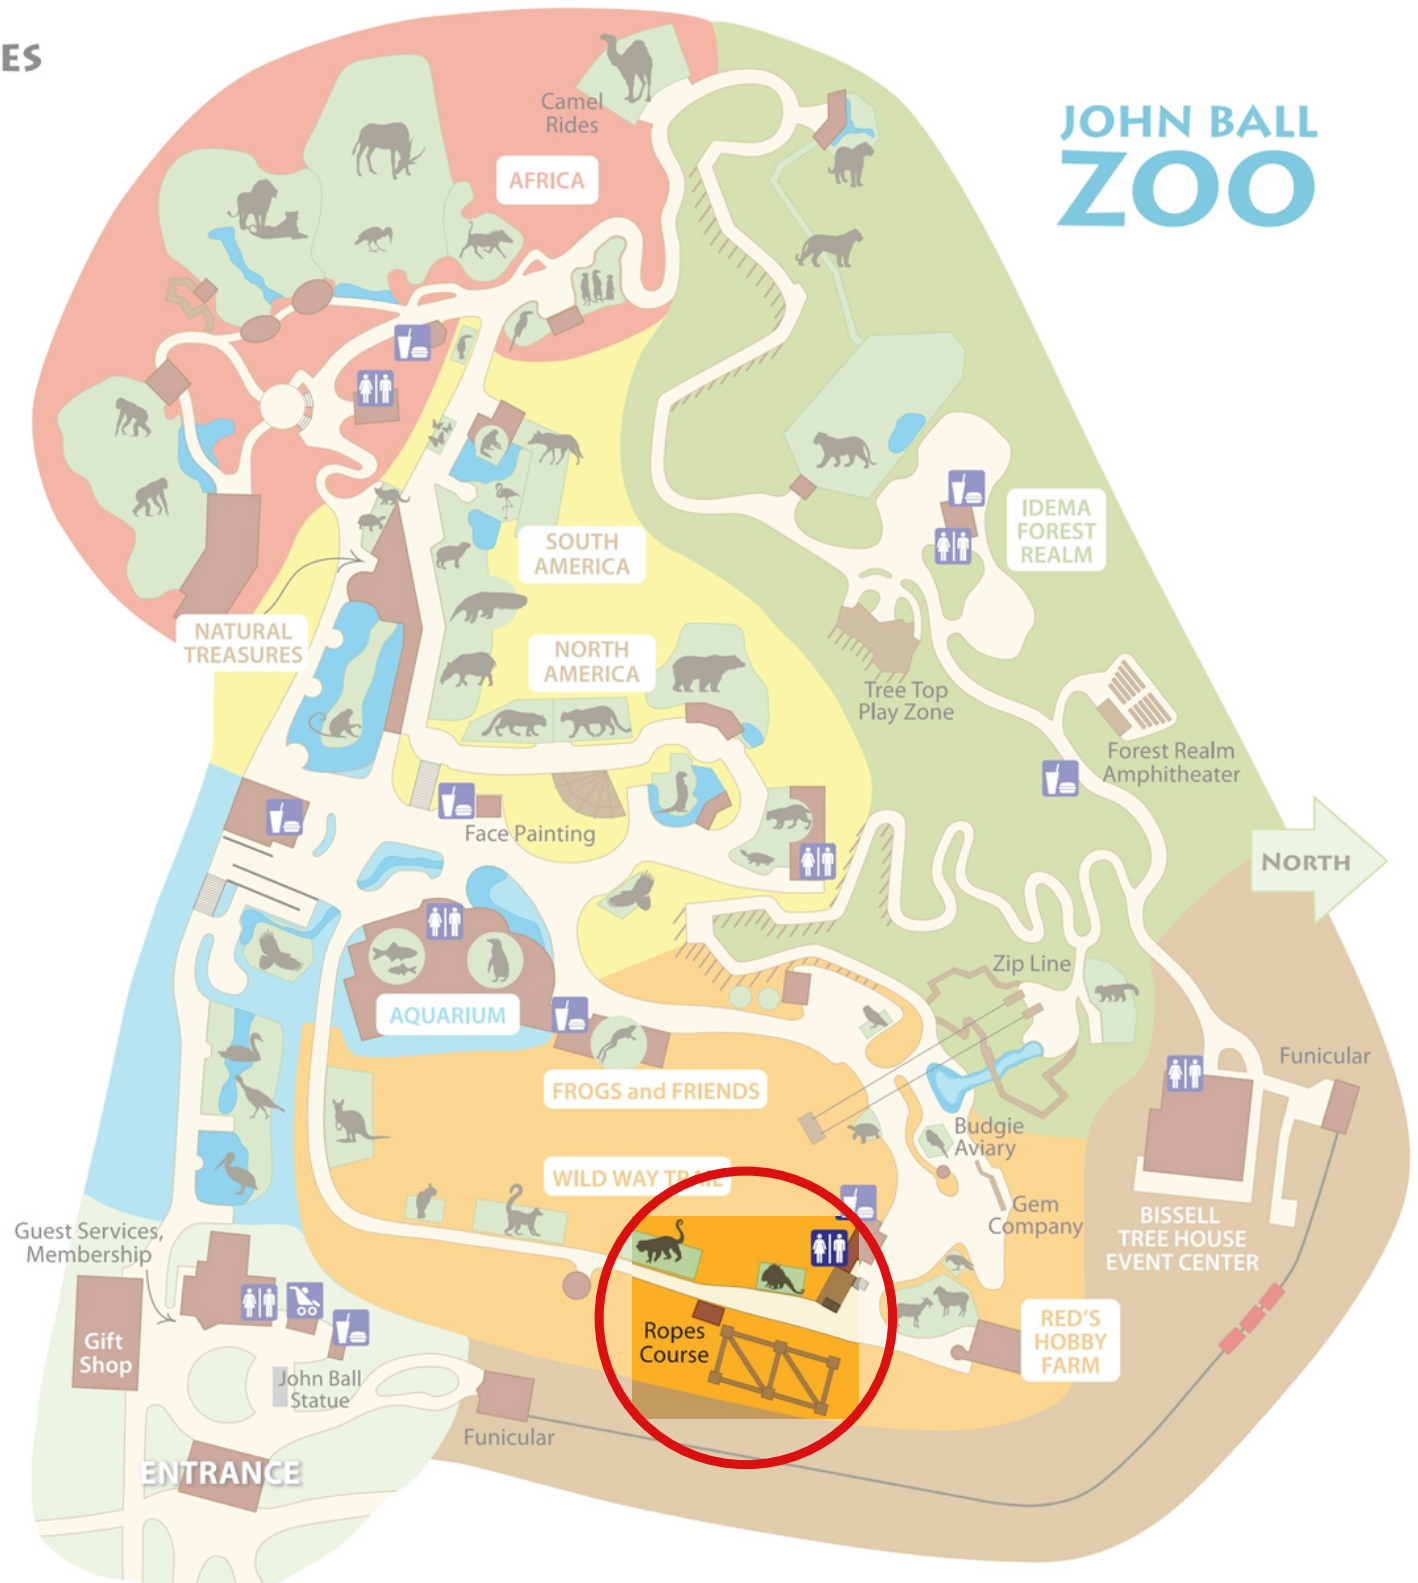 ES
JOHN BALL
ZOO
Camel
Rides
AFRICA
IDEMA
FOREST
REALM
SOUTH
AMERICA
NATURAL
TREASURES
NORTH
AMERICA
Tree Top
Play Zone
Forest Realm
Amphitheater
Face Painting
NORTH
Zip Line
AQUARIUM
FROGS and FRIENDS
Funicular
Budgie
Aviary
WILD WAY TRAIL
Gem
Company
BISSELL
TREE HOUSE
EVENT CENTER
Guest Services,
Membership
Ropes
Course
RED'S
HOBBY
FARM
Gift
Shop
John Ball
Statue
Funicular
ENTRANCE